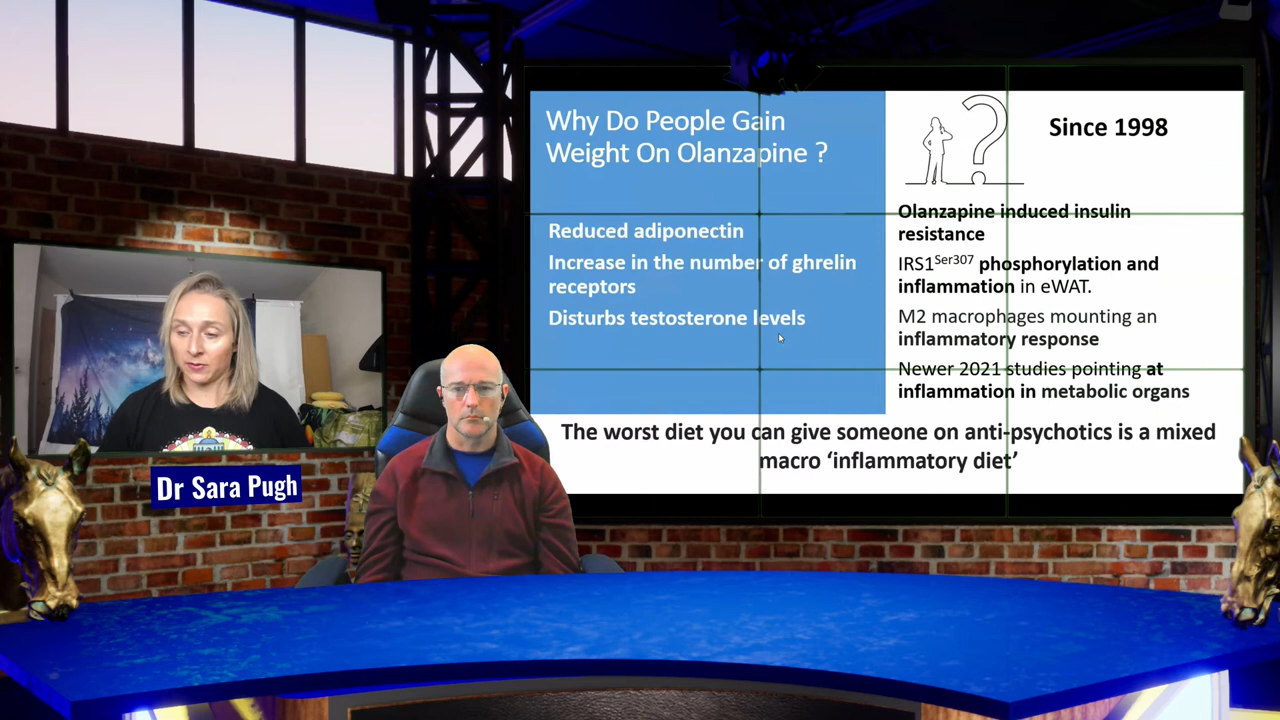 Why Do People Gain
Weight On Olanzapine ?
Reduced adiponectin
Increase in the number of ghrelin
receptors
Disturbs testosterone levels
Since 1998
Olanzapine induced insulin
resistance
IRS1Ser307 phosphorylation and
inflammation in eWAT.
M2 macrophages mounting an
inflammatory response
Newer 2021 studies pointing at
inflammation in metabolic organs
The worst diet you can give someone on anti-psychotics is a mixed
macro ‘inflammatory diet’
Dr Sara Pugh